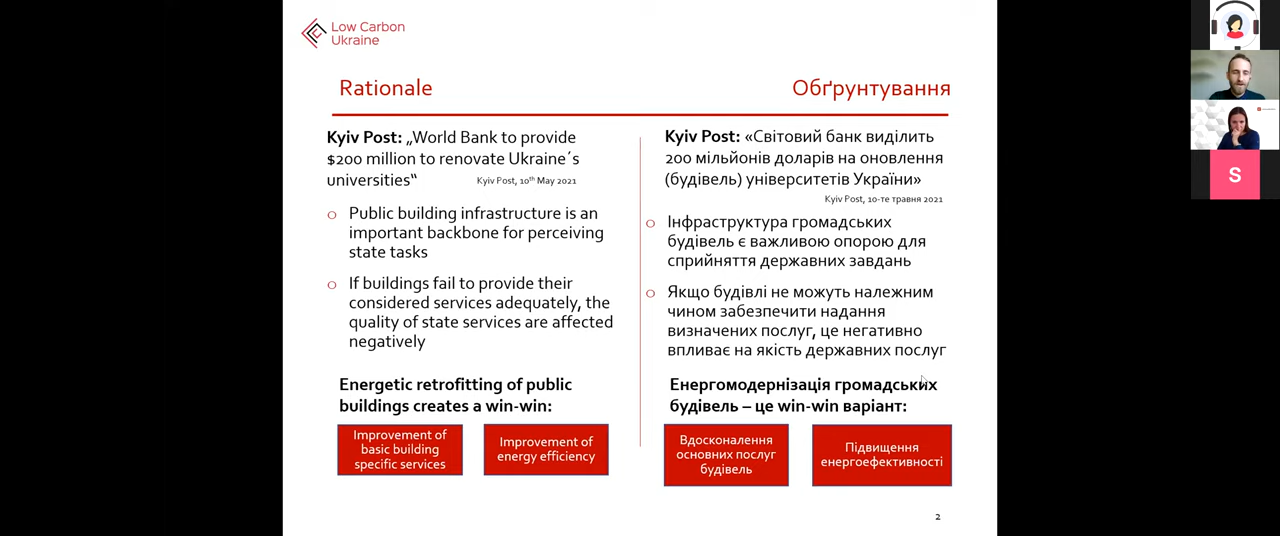 Low Carbon
Ukraine
Rationale
Обґрунтування
Kyiv Post: „World Bank to provide
$200 million to renovate Ukraine´s
universities“
Kyiv Post, 10th May 2021
o Public building infrastructure is an
important backbone for perceiving
state tasks
o If buildings fail to provide their
considered services adequately, the
quality of state services are affected
negatively
Energetic retrofitting of public
buildings creates a win-win:
Improvement of
basic building
specific services
Improvement of
energy efficiency
Kyiv Post: «Світовий банк виділить
200 мільйонів доларів на оновлення
(будівель) університетів України»
Kyiv Post, 10-те травня 2021
o Інфраструктура громадських
будівель є важливою опорою для
сприйняття державних завдань
o Якщо будівлі не можуть належним
чином забезпечити надання
визначених послуг, це негативно
впливає на якість державних послуг
Енергомодернізація громадських
будівель – це win-win варіант:
Вдосконалення
основних послуг
будівель
Підвищення
енергоефективності
2
S